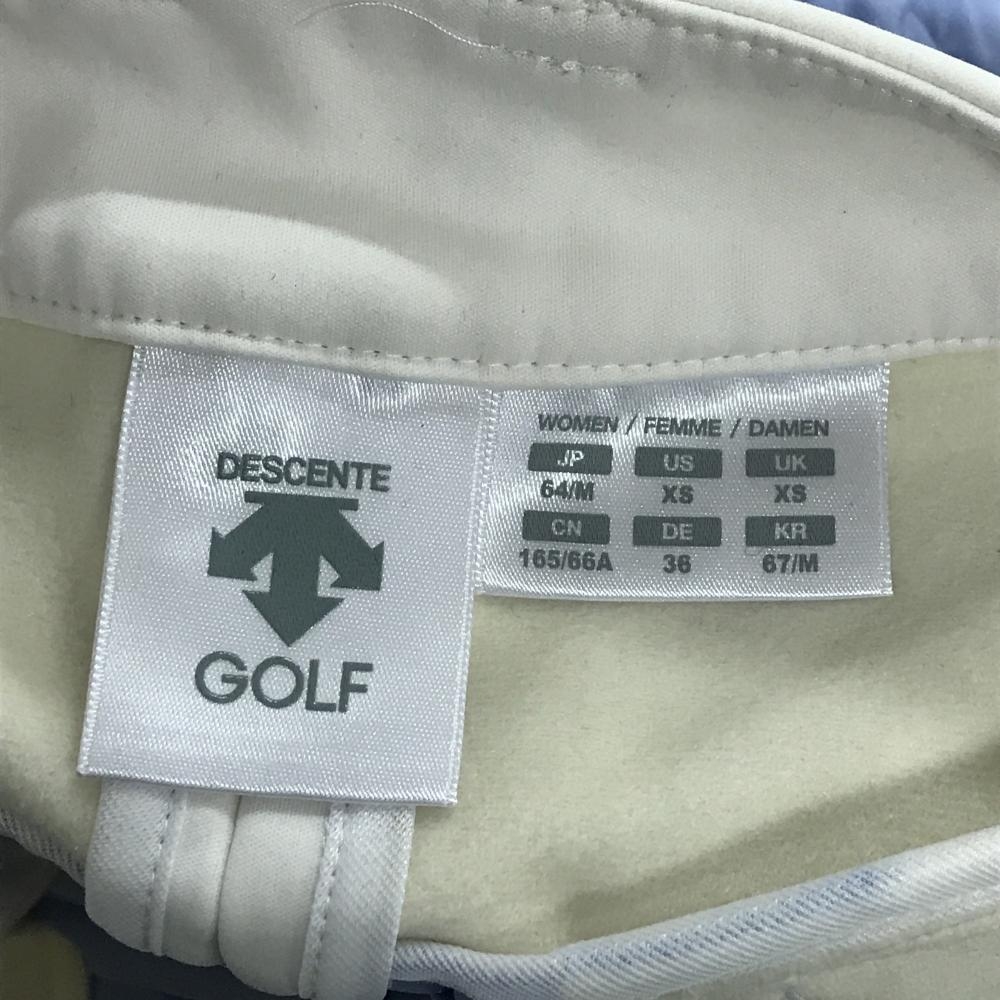 DESCENTE
GOLF
WOMEN / FEMME / DAMEN
JP US UK
64/M XS XS
CN DE KR
165/66A 36 67/M